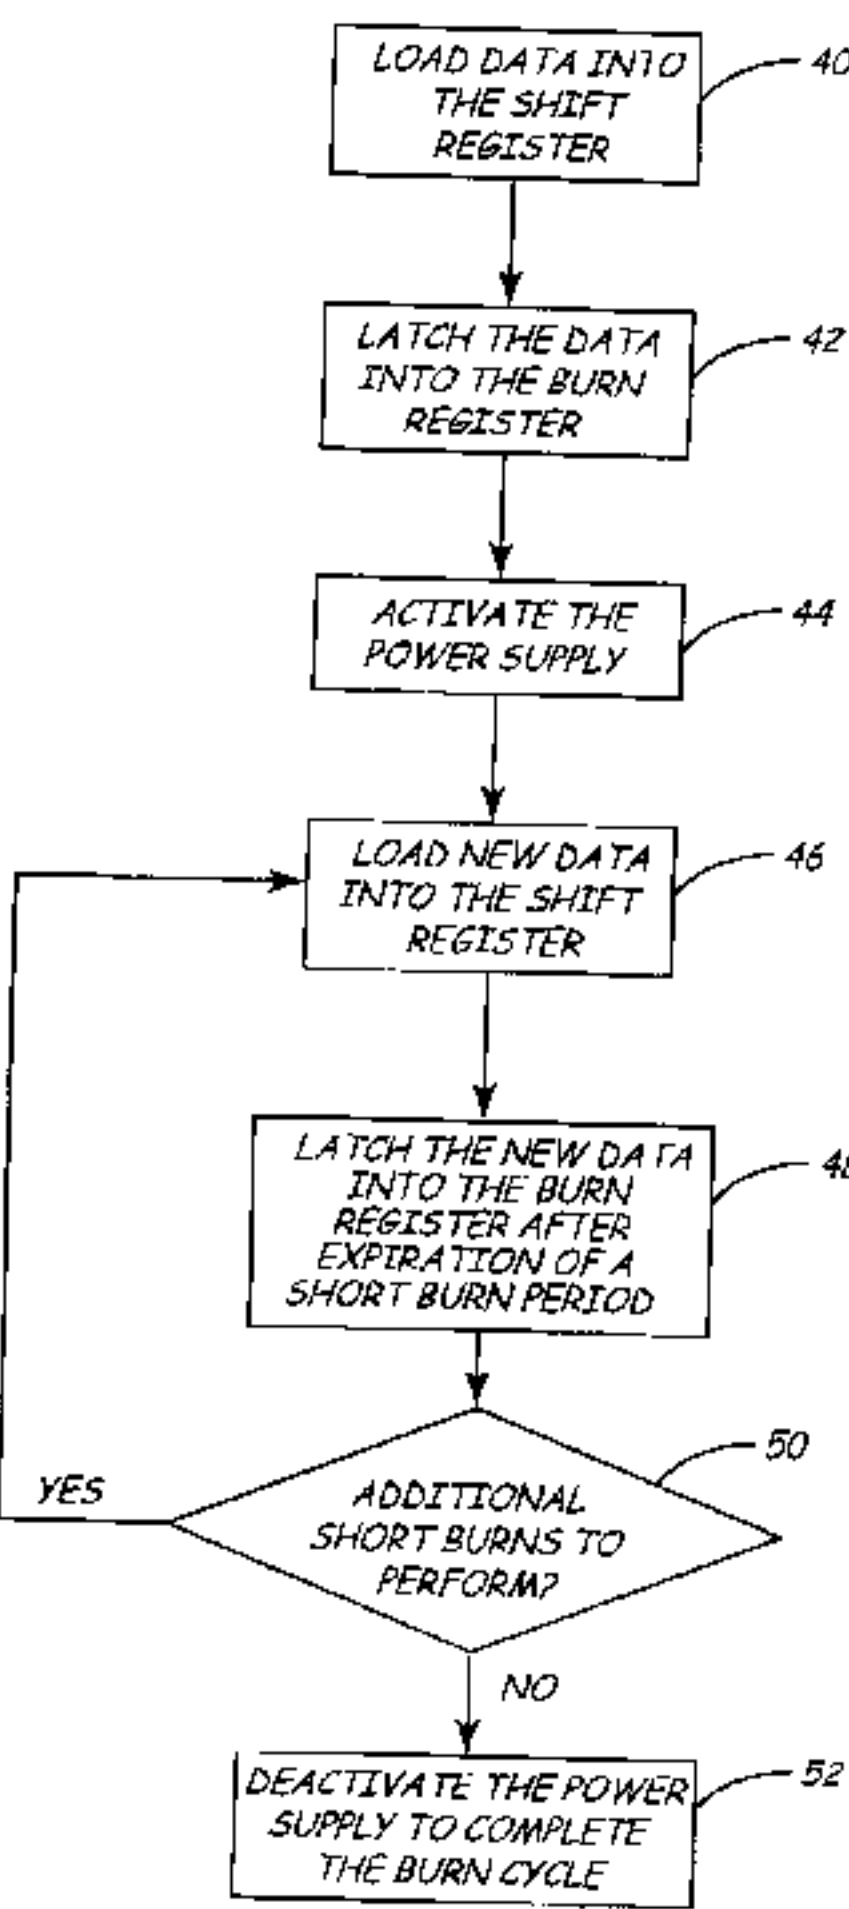 LOAD DATA INTO
THE SHIFT
REGISTER
40
LATCH THE DATA
INTO THE BURN
REGISTER
42
ACTIVATE THE
POWER SUPPLY
44
LOAD NEW DATA
INTO THE SHIFT
REGISTER
46
LATCH THE NEW DATA
INTO THE BURN
REGISTER AFTER
EXPIRATION OF A
SHORT BURN PERIOD
48
50
YES
ADDITIONAL
SHORT BURNS TO
PERFORM?
NO
DEACTIVATE THE POWER
SUPPLY TO COMPLETE
THE BURN CYCLE
52